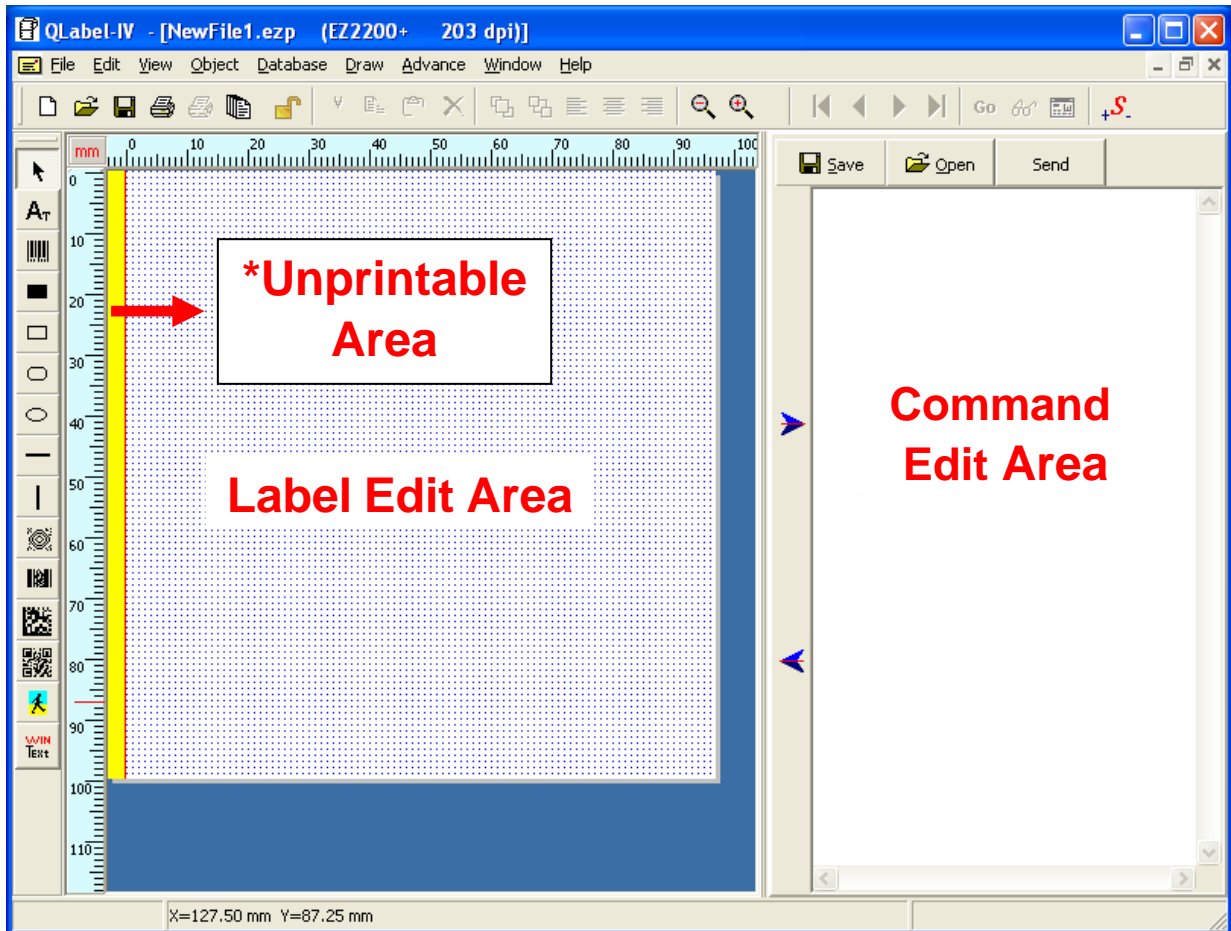 QLabel-IV - [NewFile1.ezp (EZ2200+ 203 dpi)]
File Edit View Object Database Draw Advance Window Help
Go +S-
mm 0 10 20 30 40 50 60 70 80 90 100
Save Open Send
AT
0
10
20
30
40
50
60
70
80
90
100
110
*Unprintable
Area
Label Edit Area
Command
Edit Area
WIN
TEXt
X=127.50 mm Y=87.25 mm